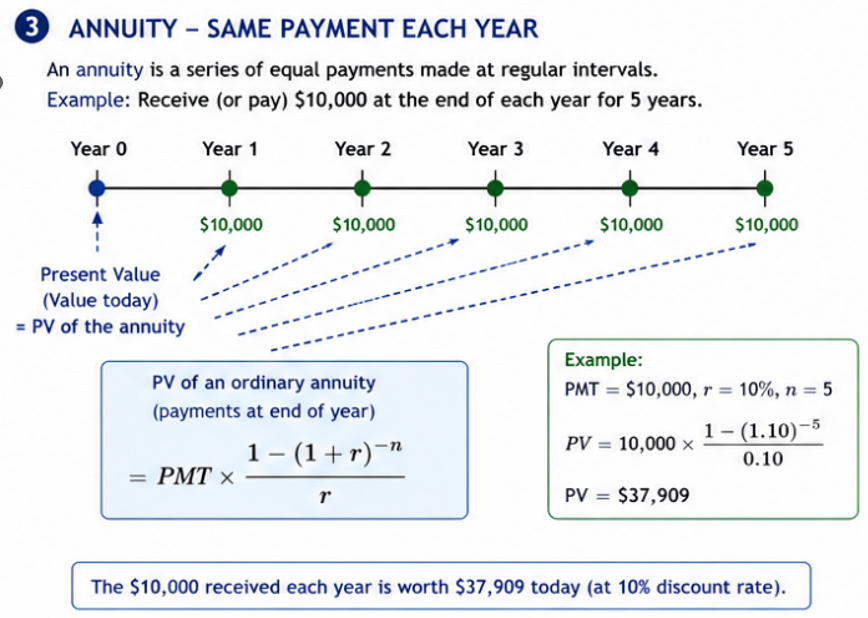 3 ANNUITY – SAME PAYMENT EACH YEAR
An annuity is a series of equal payments made at regular intervals.
Example: Receive (or pay) $10,000 at the end of each year for 5 years.
Year 0 Year 1 Year 2 Year 3 Year 4 Year 5
$10,000 $10,000 $10,000 $10,000 $10,000
Present Value
(Value today)
= PV of the annuity
PV of an ordinary annuity
(payments at end of year)
= PMT × (1 − (1 + r)⁻ⁿ) / r
Example:
PMT = $10,000, r = 10%, n = 5
PV = 10,000 × (1 − (1.10)⁻⁵) / 0.10
PV = $37,909
The $10,000 received each year is worth $37,909 today (at 10% discount rate).